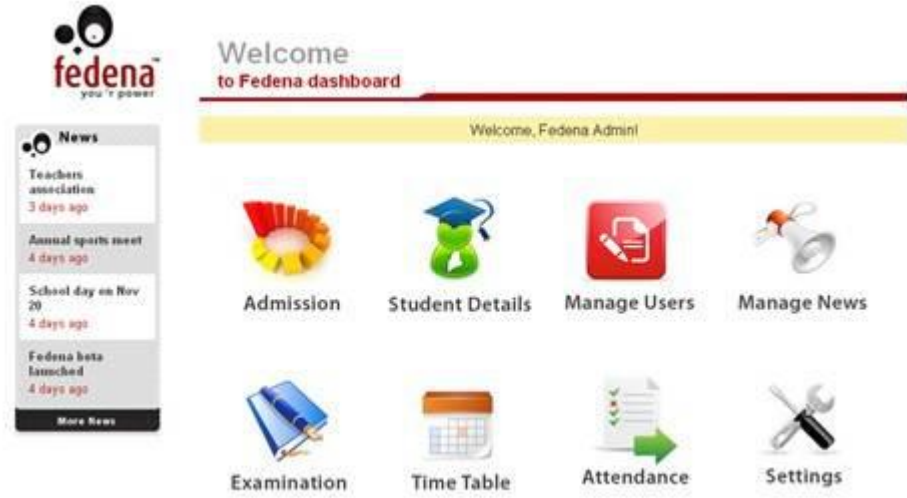 fedena™
you 'r power
Welcome
to Fedena dashboard
Welcome, Fedena Admin!
News
Teachers
association
3 days ago
Annual sports meet
4 days ago
School day on Nov
20
4 days ago
Fedena beta
launched
4 days ago
More News
Admission
Student Details
Manage Users
Manage News
Examination
Time Table
Attendance
Settings